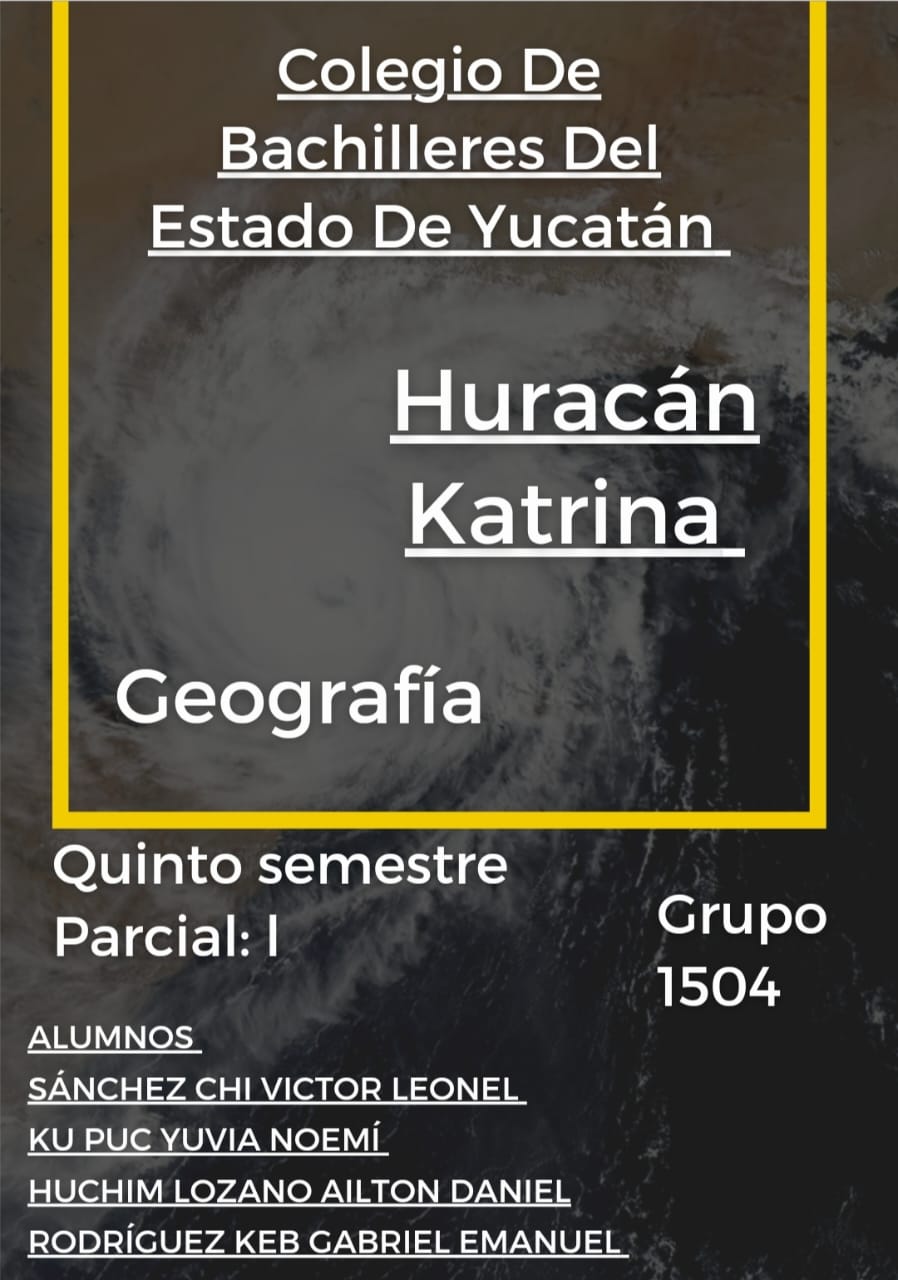 Colegio De
Bachilleres Del
Estado De Yucatán
Huracán
Katrina
Geografía
Quinto semestre
Parcial: l
Grupo
1504
ALUMNOS
SÁNCHEZ CHI VICTOR LEONEL
KU PUC YUVIA NOEMÍ
HUCHIM LOZANO AILTON DANIEL
RODRÍGUEZ KEB GABRIEL EMANUEL